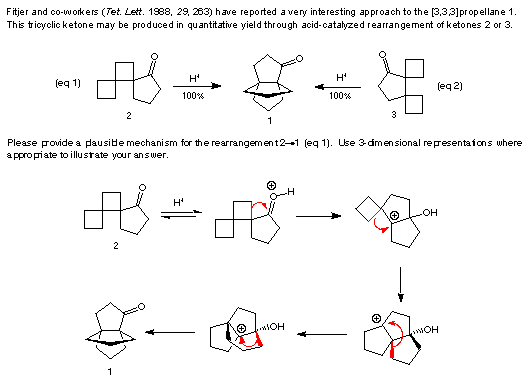 Fitjer and co-workers (Tet. Lett. 1988, 29, 263) have reported a very interesting approach to the [3,3,3]propellane 1.
This tricyclic ketone may be produced in quantitative yield through acid-catalyzed rearrangement of ketones 2 or 3.
O O O
(eq 1) H+ H+ (eq 2)
100% 100%
2 1 3
Please provide a plausible mechanism for the rearrangement 2→1 (eq 1). Use 3-dimensional representations where
appropriate to illustrate your answer.
⊕
O O H
H+ OH
⊕
2
O ⊕
⊕ OH OH
1